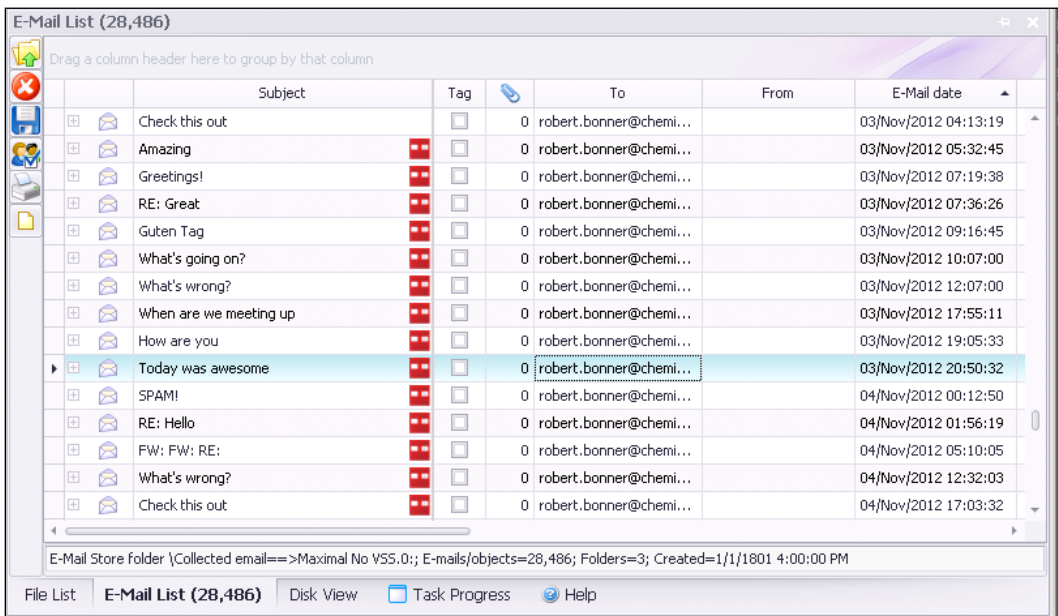 E-Mail List (28,486)
Drag a column header here to group by that column
Subject Tag To From E-Mail date
Check this out 0 robert.bonner@chemi... 03/Nov/2012 04:13:19
Amazing 0 robert.bonner@chemi... 03/Nov/2012 05:32:45
Greetings! 0 robert.bonner@chemi... 03/Nov/2012 07:19:38
RE: Great 0 robert.bonner@chemi... 03/Nov/2012 07:36:26
Guten Tag 0 robert.bonner@chemi... 03/Nov/2012 09:16:45
What's going on? 0 robert.bonner@chemi... 03/Nov/2012 10:07:00
What's wrong? 0 robert.bonner@chemi... 03/Nov/2012 12:07:00
When are we meeting up 0 robert.bonner@chemi... 03/Nov/2012 17:55:11
How are you 0 robert.bonner@chemi... 03/Nov/2012 19:05:33
Today was awesome 0 robert.bonner@chemi... 03/Nov/2012 20:50:32
SPAM! 0 robert.bonner@chemi... 04/Nov/2012 00:12:50
RE: Hello 0 robert.bonner@chemi... 04/Nov/2012 01:56:19
FW: FW: RE: 0 robert.bonner@chemi... 04/Nov/2012 05:10:05
What's wrong? 0 robert.bonner@chemi... 04/Nov/2012 12:32:03
Check this out 0 robert.bonner@chemi... 04/Nov/2012 17:03:32
E-Mail Store folder \Collected email==>Maximal No VSS.0:; E-mails/objects=28,486; Folders=3; Created=1/1/1801 4:00:00 PM
File List E-Mail List (28,486) Disk View Task Progress Help